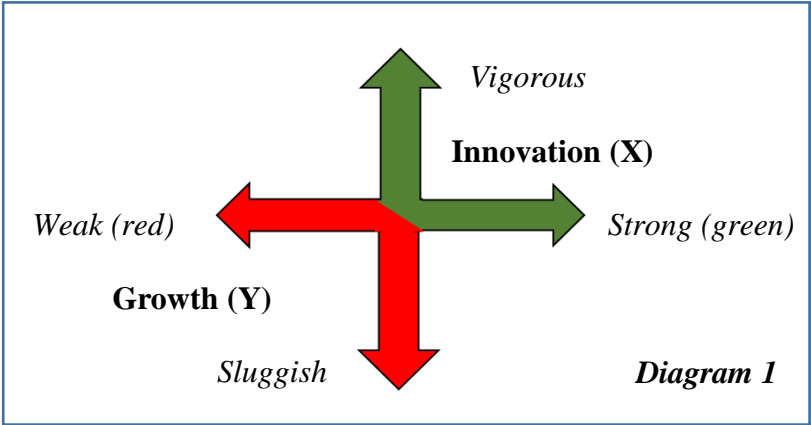 Vigorous
Innovation (X)
Weak (red)
Strong (green)
Growth (Y)
Sluggish
Diagram 1